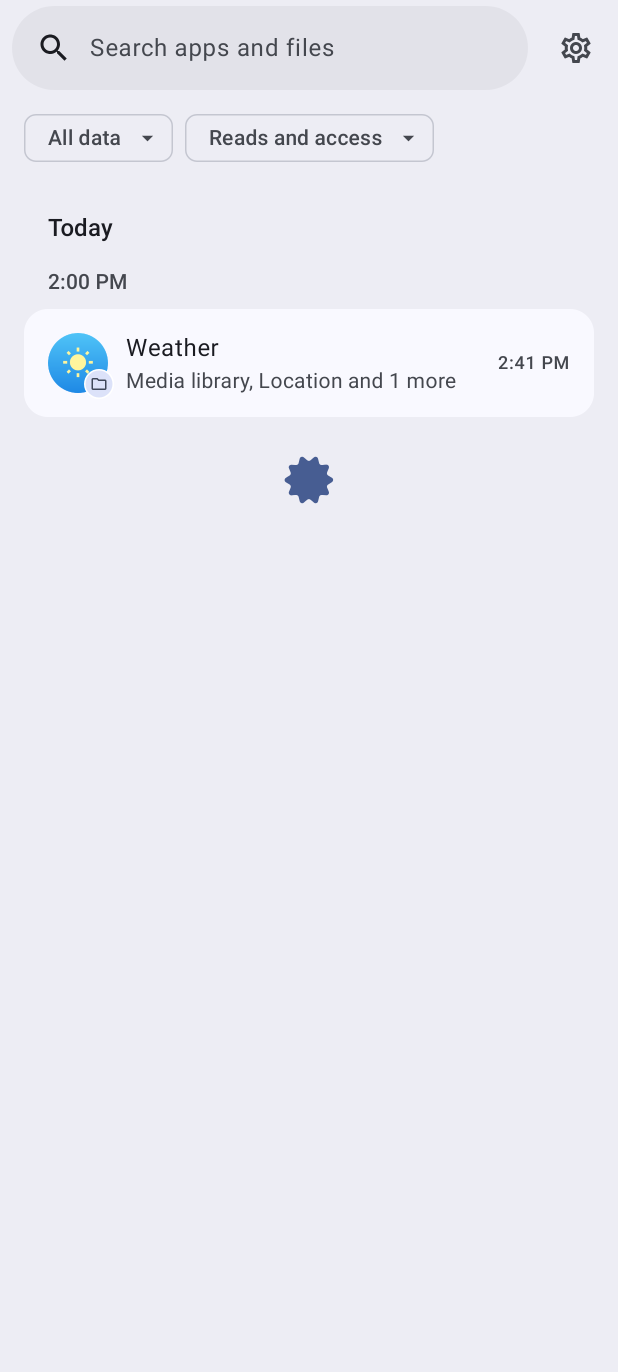 Search apps and files
All data
Reads and access
Today
2:00 PM
Weather
Media library, Location and 1 more
2:41 PM